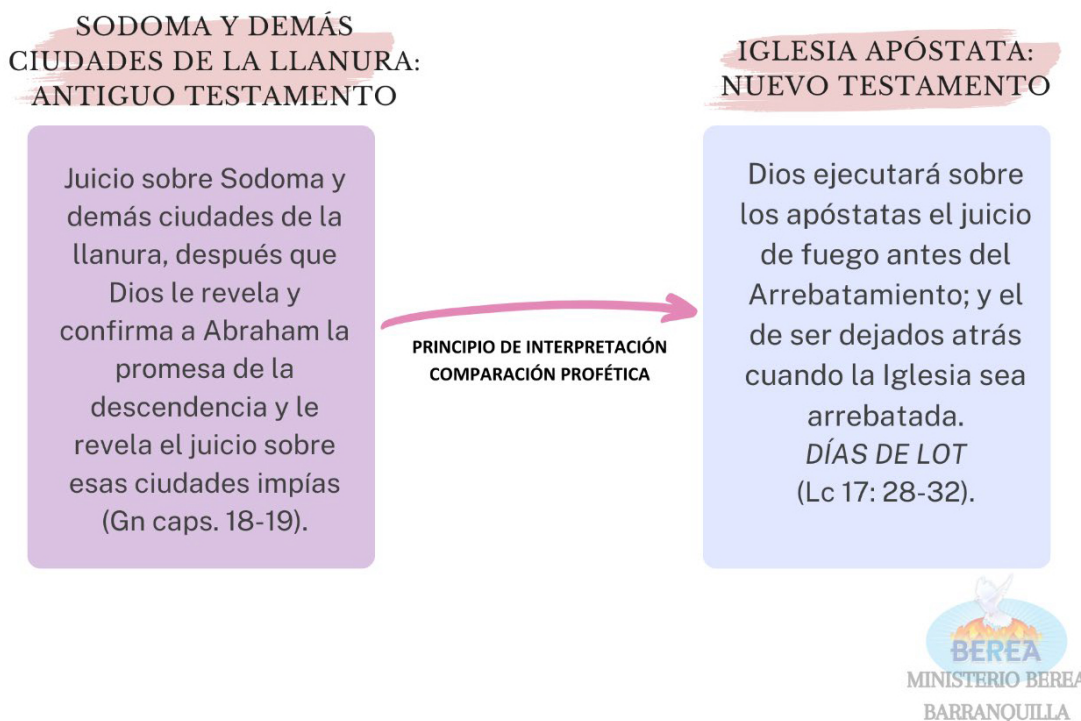 SODOMA Y DEMÁS
CIUDADES DE LA LLANURA:
ANTIGUO TESTAMENTO
Juicio sobre Sodoma y
demás ciudades de la
llanura, después que
Dios le revela y
confirma a Abraham la
promesa de la
descendencia y le
revela el juicio sobre
esas ciudades impías
(Gn caps. 18-19).
PRINCIPIO DE INTERPRETACIÓN
COMPARACIÓN PROFÉTICA
IGLESIA APÓSTATA:
NUEVO TESTAMENTO
Dios ejecutará sobre
los apóstatas el juicio
de fuego antes del
Arrebatamiento; y el
de ser dejados atrás
cuando la Iglesia sea
arrebatada.
DÍAS DE LOT
(Lc 17: 28-32).
BEREA
MINISTERIO BEREA
BARRANQUILLA